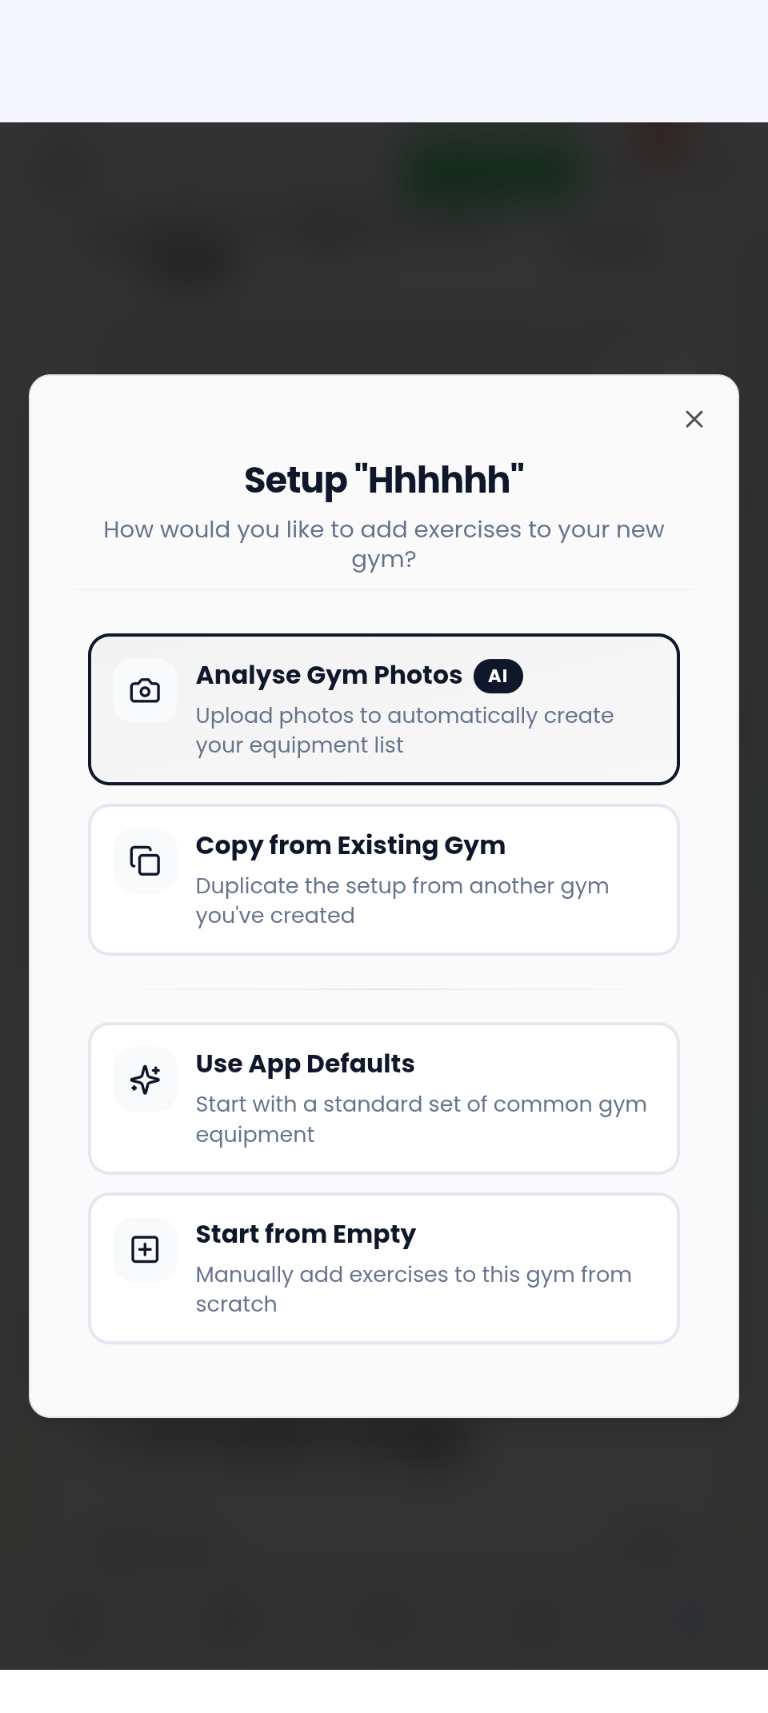 Setup "Hhhhhh"
How would you like to add exercises to your new
gym?
Analyse Gym Photos AI
Upload photos to automatically create
your equipment list
Copy from Existing Gym
Duplicate the setup from another gym
you've created
Use App Defaults
Start with a standard set of common gym
equipment
Start from Empty
Manually add exercises to this gym from
scratch